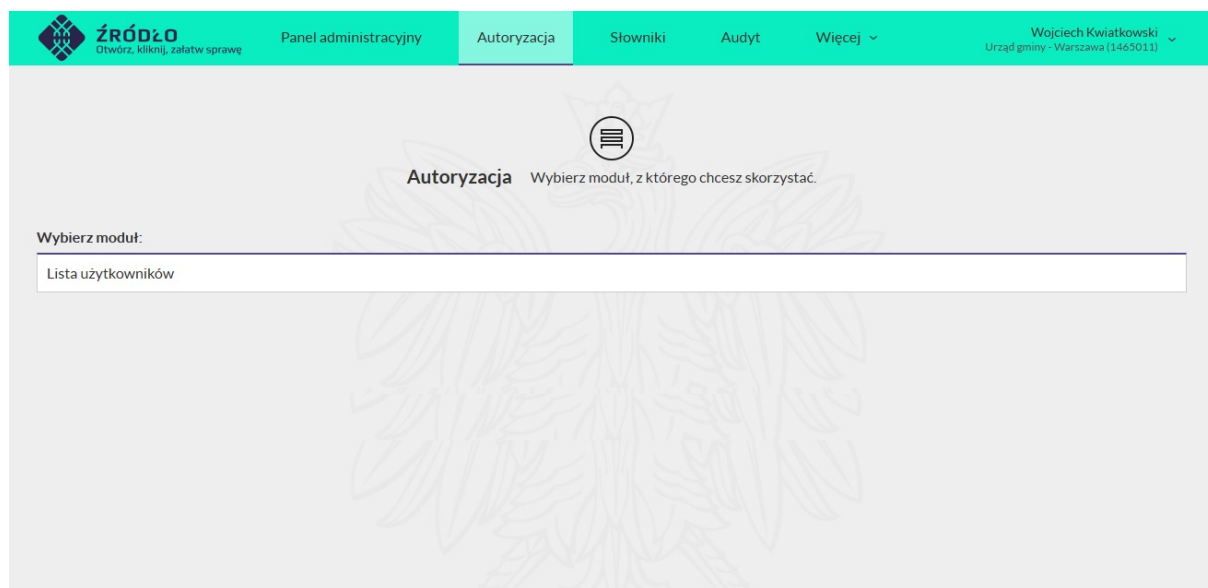 ŹRÓDŁO
Otwórz, kliknij, załatw sprawę
Panel administracyjny
Autoryzacja
Słowniki
Audyt
Więcej
Wojciech Kwiatkowski
Urząd gminy - Warszawa (1465011)
Autoryzacja Wybierz moduł, z którego chcesz skorzystać.
Wybierz moduł:
Lista użytkowników